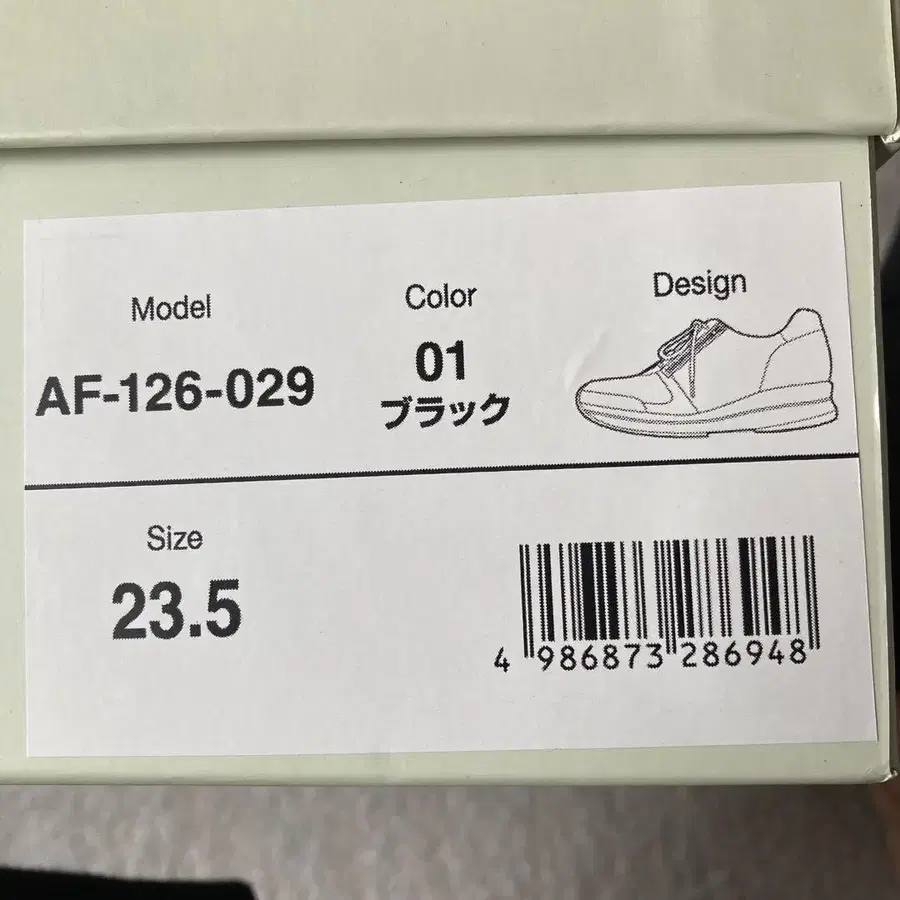 Model
AF-126-029
Color
01
ブラック
Design
Size
23.5
4 986873 286948